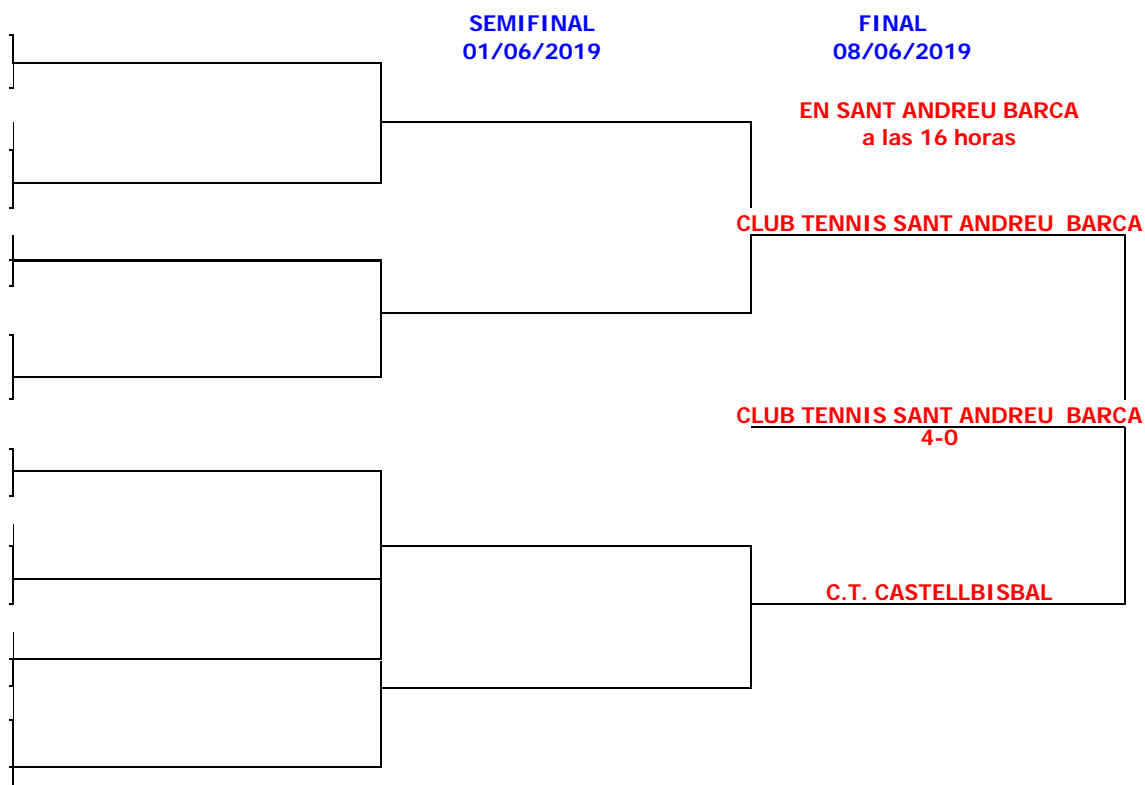 SEMIFINAL
01/06/2019
FINAL
08/06/2019
EN SANT ANDREU BARCA
a las 16 horas
CLUB TENNIS SANT ANDREU  BARCA
CLUB TENNIS SANT ANDREU  BARCA
4-0
C.T. CASTELLBISBAL